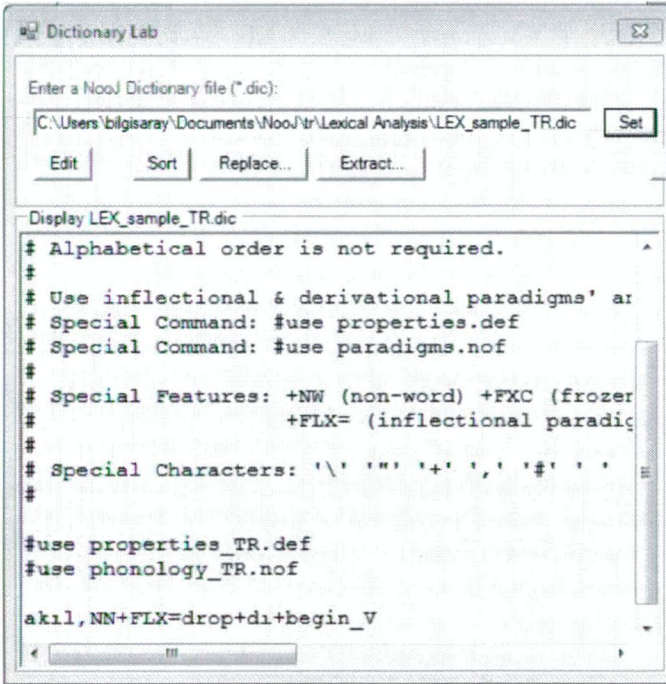 Dictionary Lab
Enter a NooJ Dictionary file (*.dic):
C:\Users\bilgisaray\Documents\NooJ\tr\Lexical Analysis\LEX_sample_TR.dic Set
Edit Sort Replace... Extract...
Display LEX_sample_TR.dic
# Alphabetical order is not required.
#
# Use inflectional & derivational paradigms' ar
# Special Command: #use properties.def
# Special Command: #use paradigms.nof
#
# Special Features: +NW (non-word) +FXC (frozen
# +FLX= (inflectional paradig
#
# Special Characters: '\' '"' '+' ',' '#' ' '
#
#use properties_TR.def
#use phonology_TR.nof
akıl,NN+FLX=drop+dı+begin_V